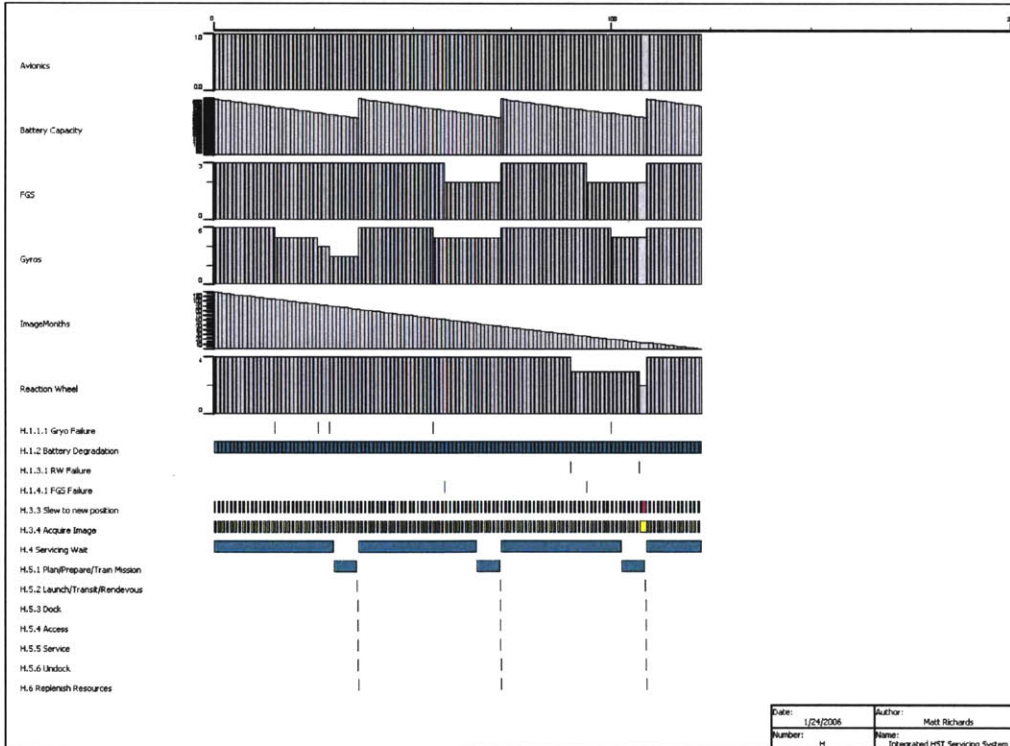 0
100
Avionics
1.0
0.0
Battery Capacity
FGS
3
0
Gyros
6
0
ImageMonths
Reaction Wheel
4
0
H.1.1.1 Gryo Failure
H.1.2 Battery Degradation
H.1.3.1 RW Failure
H.1.4.1 FGS Failure
H.3.3 Slew to new position
H.3.4 Acquire Image
H.4 Servicing Wait
H.5.1 Plan/Prepare/Train Mission
H.5.2 Launch/Transit/Rendevous
H.5.3 Dock
H.5.4 Access
H.5.5 Service
H.5.6 Undock
H.6 Replenish Resources
Date:
1/24/2006
Author:
Matt Richards
Number:
H
Name:
Integrated HST Servicing System